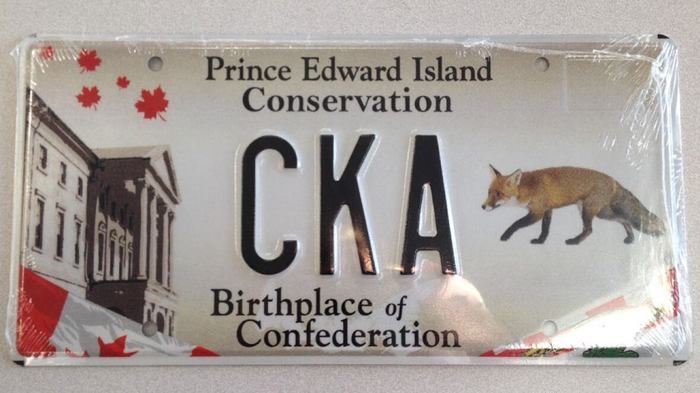 Prince Edward Island
Conservation
CKA
Birthplace of
Confederation